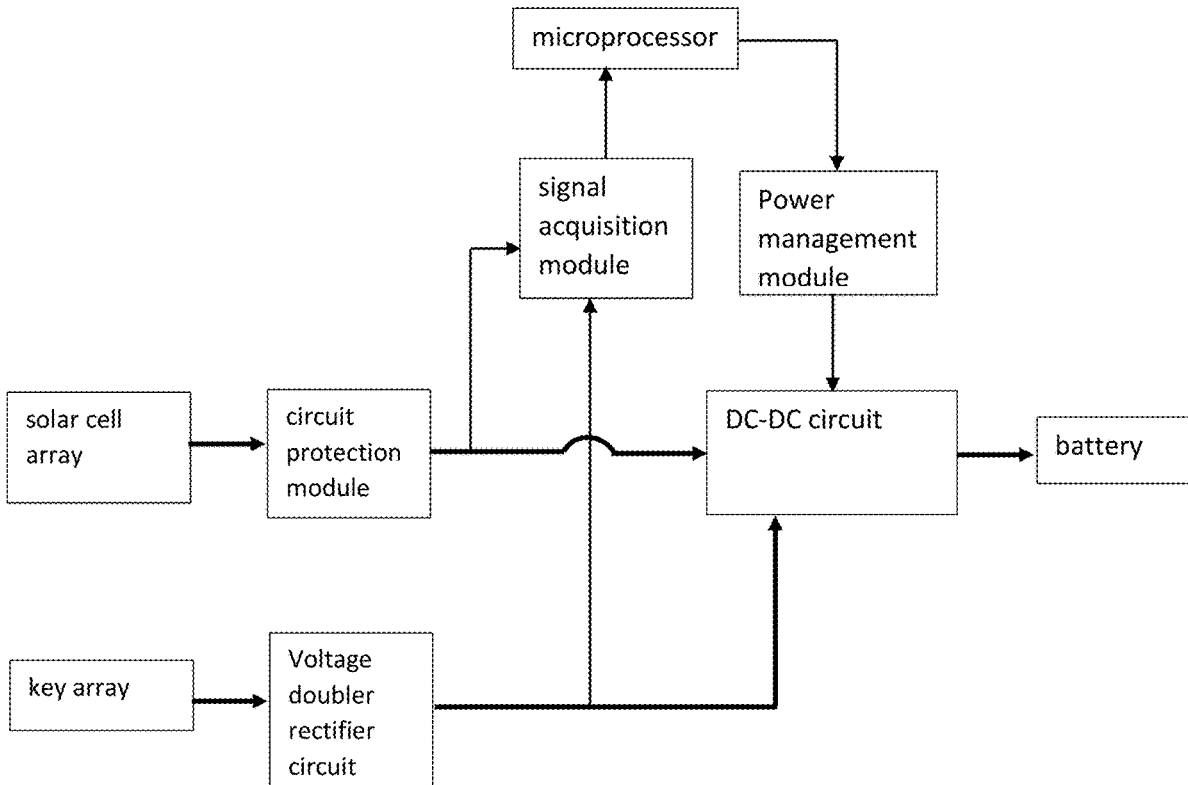 microprocessor
signal
acquisition
module
Power
management
module
solar cell
array
circuit
protection
module
DC-DC circuit
battery
key array
Voltage
doubler
rectifier
circuit